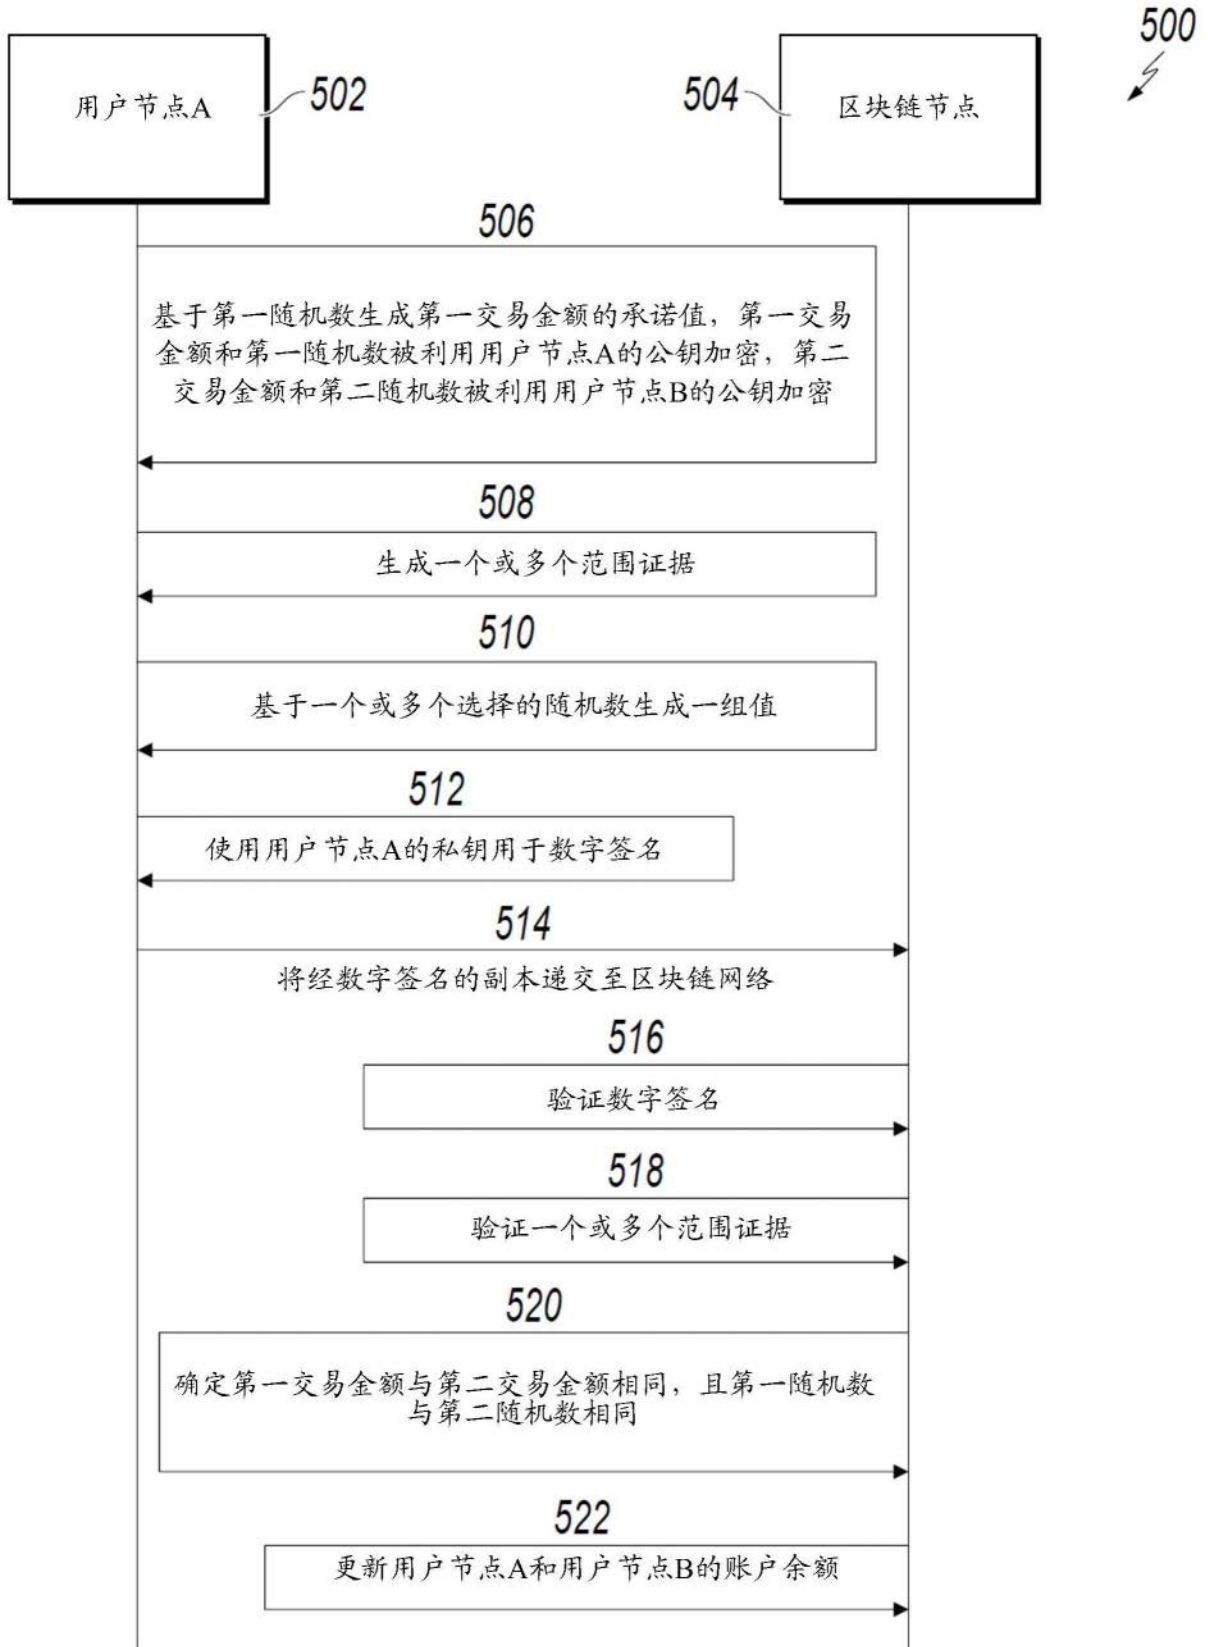 500
用户节点A
502
504
区块链节点
506
基于第一随机数生成第一交易金额的承诺值，第一交易
金额和第一随机数被利用用户节点A的公钥加密，第二
交易金额和第二随机数被利用用户节点B的公钥加密
508
生成一个或多个范围证据
510
基于一个或多个选择的随机数生成一组值
512
使用用户节点A的私钥用于数字签名
514
将经数字签名的副本递交至区块链网络
516
验证数字签名
518
验证一个或多个范围证据
520
确定第一交易金额与第二交易金额相同，且第一随机数
与第二随机数相同
522
更新用户节点A和用户节点B的账户余额